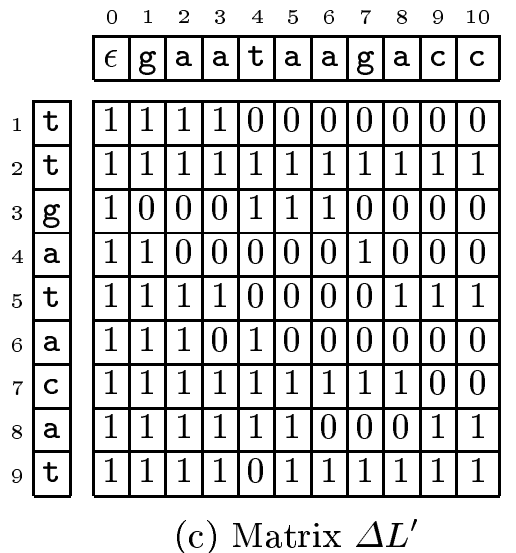 0 1 2 3 4 5 6 7 8 9 10
ϵ g a a t a a g a c c
1 t 1 1 1 1 0 0 0 0 0 0 0
2 t 1 1 1 1 1 1 1 1 1 1 1
3 g 1 0 0 0 1 1 1 0 0 0 0
4 a 1 1 0 0 0 0 0 1 0 0 0
5 t 1 1 1 1 0 0 0 0 1 1 1
6 a 1 1 1 0 1 0 0 0 0 0 0
7 c 1 1 1 1 1 1 1 1 1 0 0
8 a 1 1 1 1 1 1 0 0 0 1 1
9 t 1 1 1 1 0 1 1 1 1 1 1
(c) Matrix ΔL′